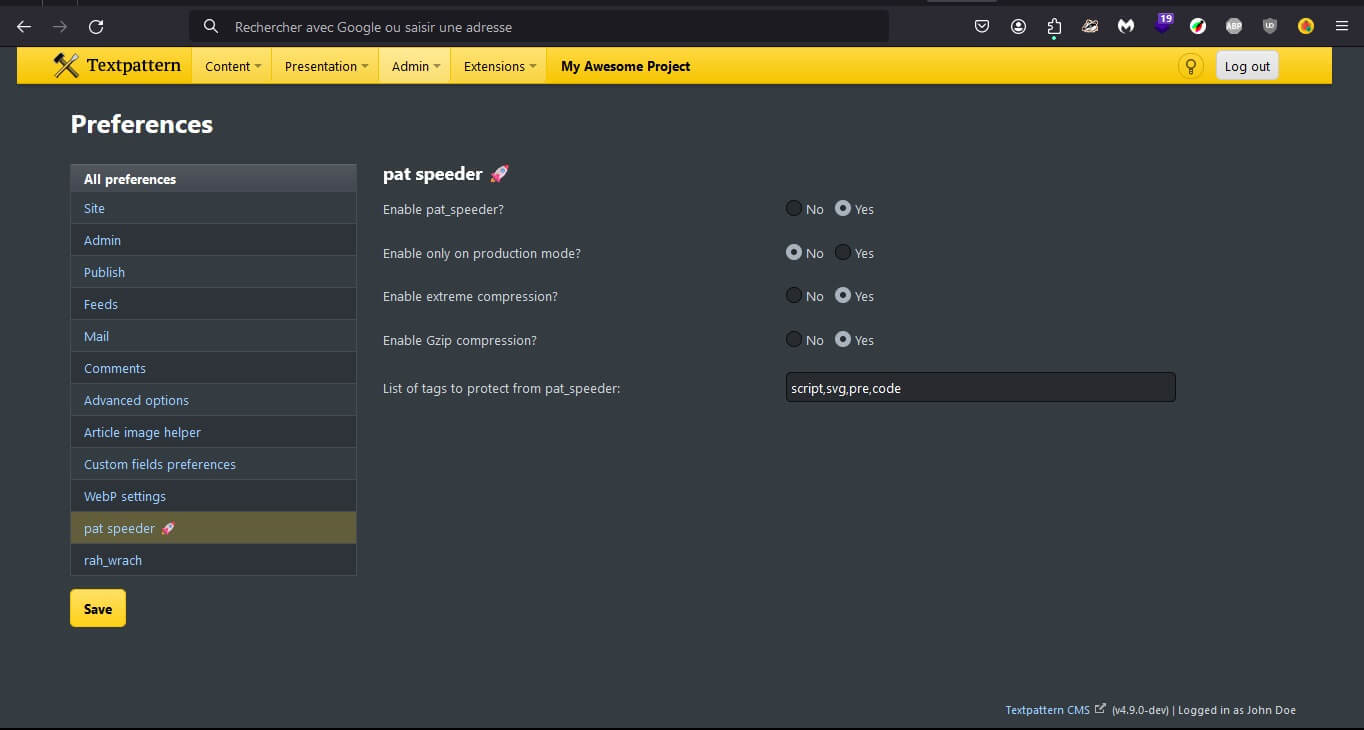 Rechercher avec Google ou saisir une adresse
19
ABP
Textpattern Content Presentation Admin Extensions My Awesome Project Log out
Preferences
All preferences
Site
Admin
Publish
Feeds
Mail
Comments
Advanced options
Article image helper
Custom fields preferences
WebP settings
pat speeder 🚀
rah_wrach
Save
pat speeder 🚀
Enable pat_speeder? No Yes
Enable only on production mode? No Yes
Enable extreme compression? No Yes
Enable Gzip compression? No Yes
List of tags to protect from pat_speeder: script,svg,pre,code
Textpattern CMS (v4.9.0-dev) | Logged in as John Doe